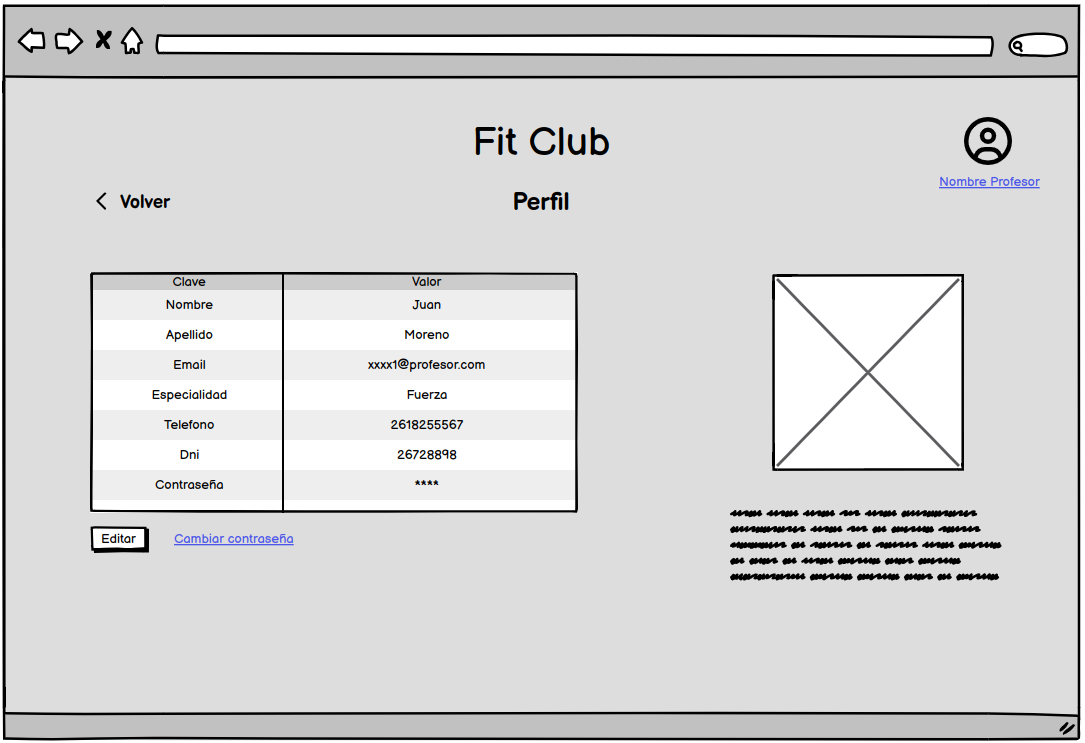 Fit Club
Nombre Profesor
Volver
Perfil
Clave Valor
Nombre Juan
Apellido Moreno
Email xxxx1@profesor.com
Especialidad Fuerza
Telefono 2618255567
Dni 26728898
Contraseña ****
Editar Cambiar contraseña